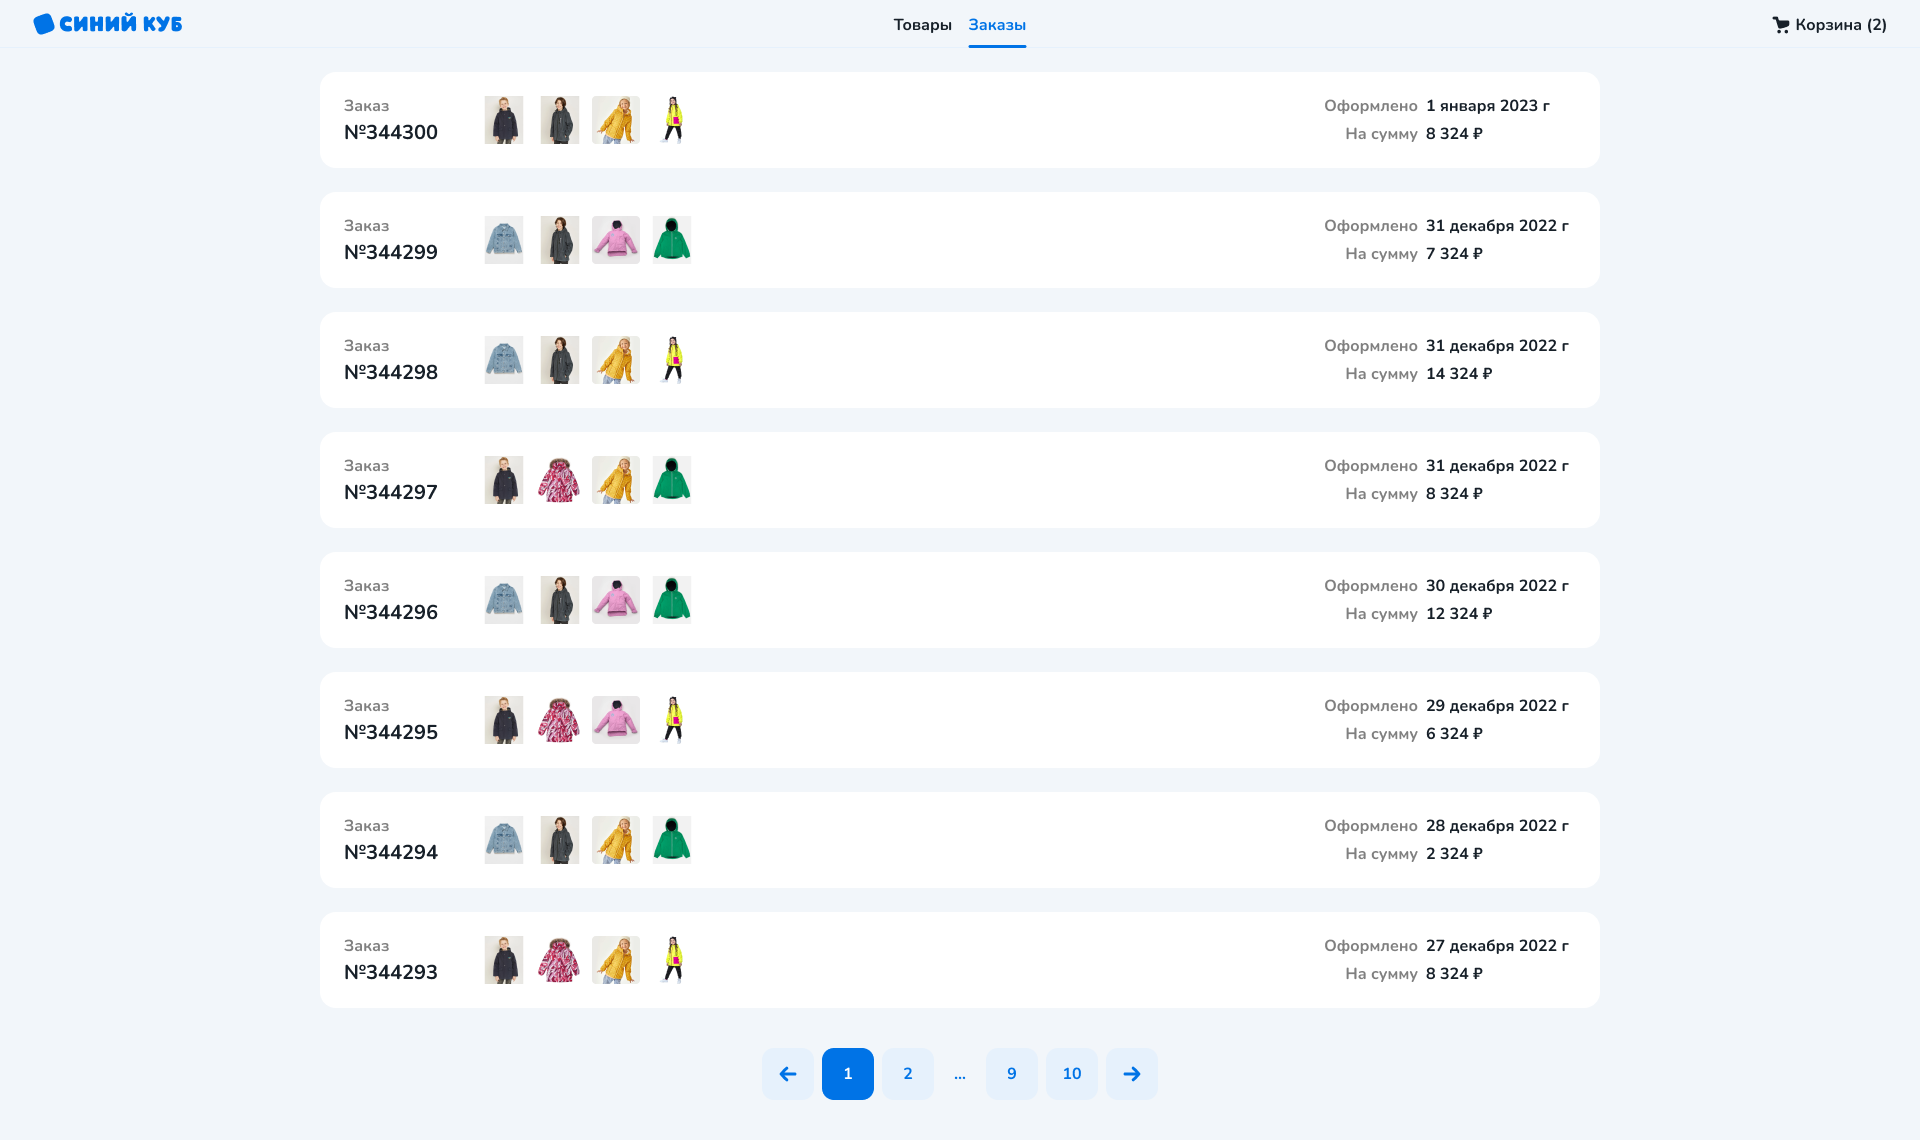 СИНИЙ КУБ
Товары Заказы
Корзина (2)
Заказ
№344300
Оформлено 1 января 2023 г
На сумму 8 324 ₽
Заказ
№344299
Оформлено 31 декабря 2022 г
На сумму 7 324 ₽
Заказ
№344298
Оформлено 31 декабря 2022 г
На сумму 14 324 ₽
Заказ
№344297
Оформлено 31 декабря 2022 г
На сумму 8 324 ₽
Заказ
№344296
Оформлено 30 декабря 2022 г
На сумму 12 324 ₽
Заказ
№344295
Оформлено 29 декабря 2022 г
На сумму 6 324 ₽
Заказ
№344294
Оформлено 28 декабря 2022 г
На сумму 2 324 ₽
Заказ
№344293
Оформлено 27 декабря 2022 г
На сумму 8 324 ₽
1 2 ... 9 10